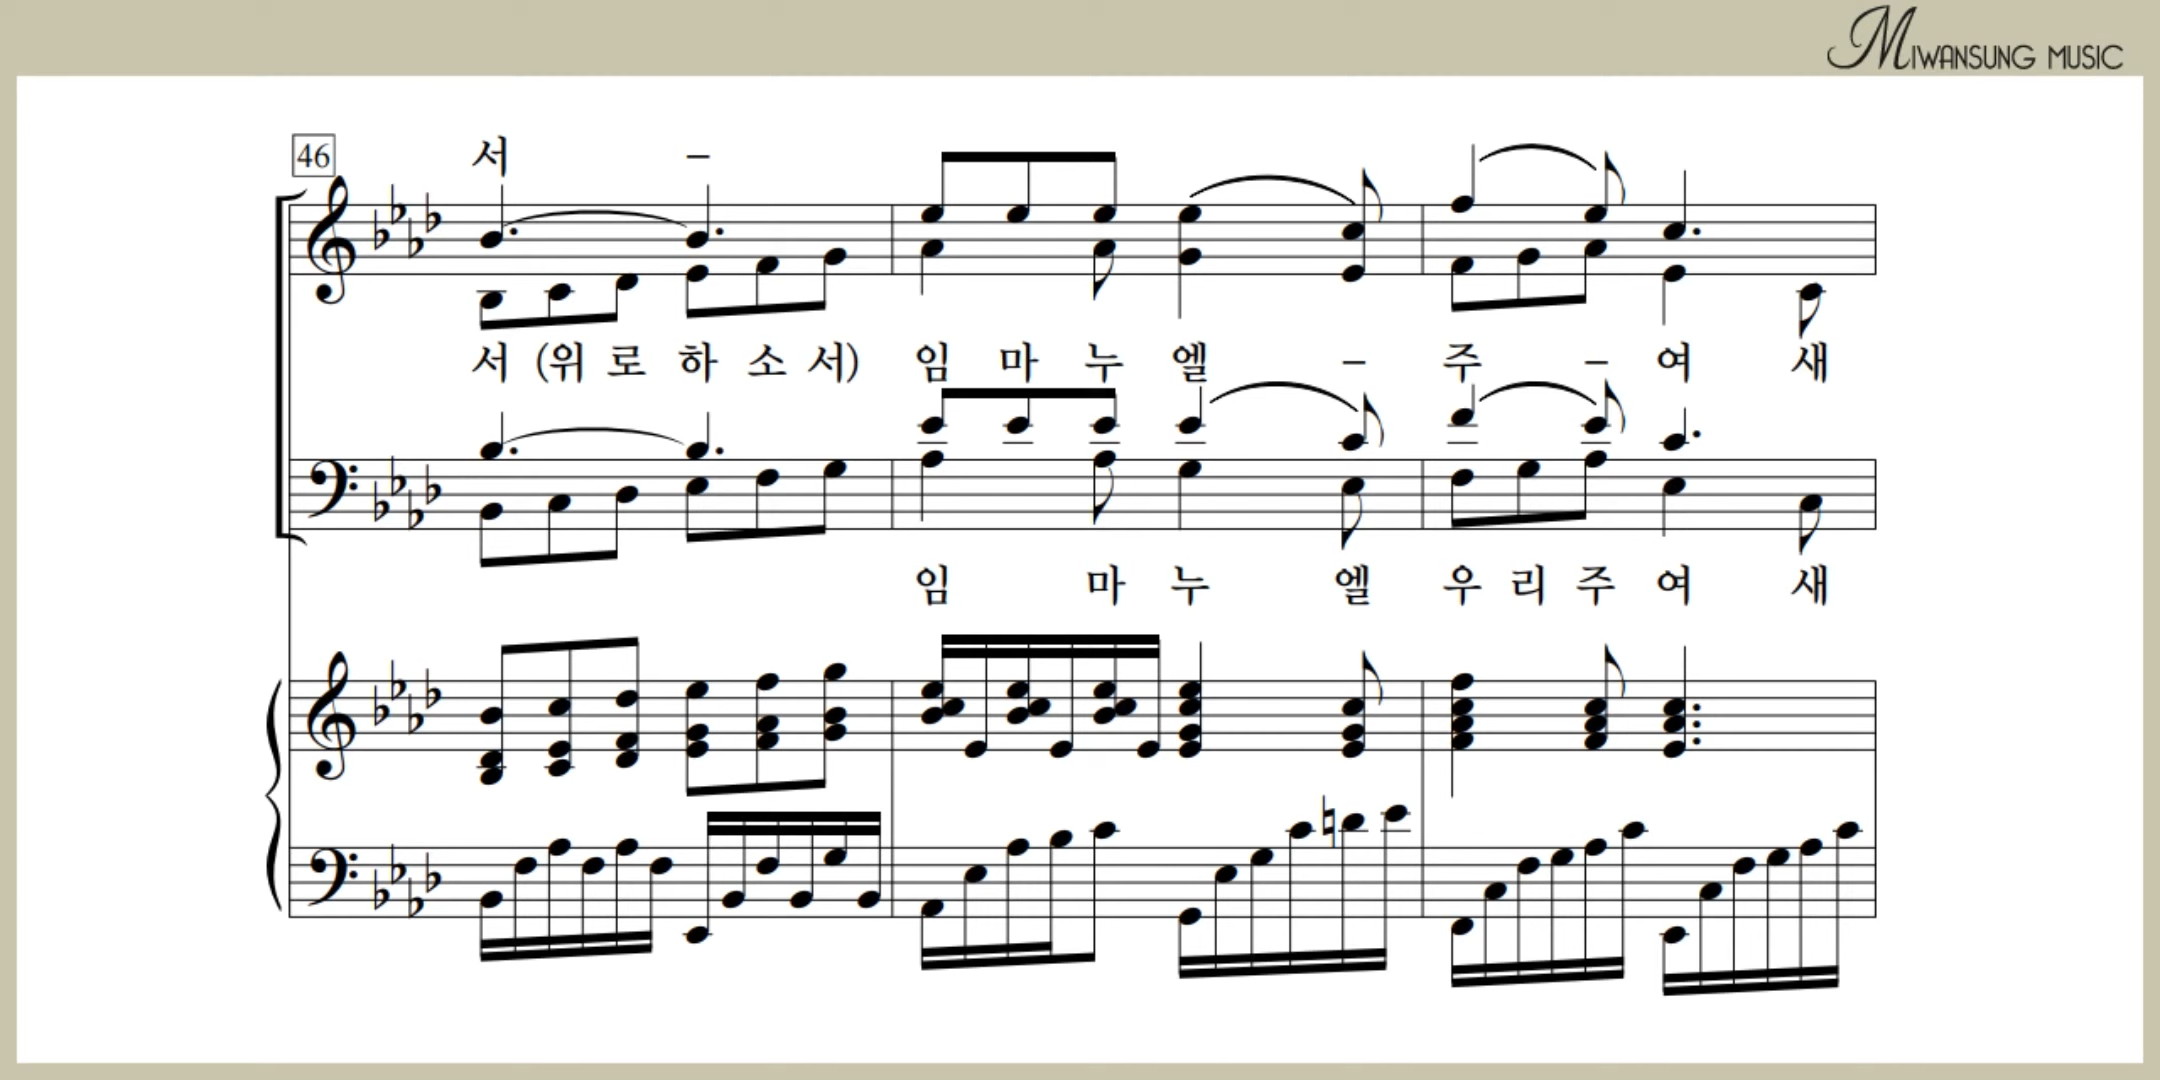 MIWANSUNG MUSIC
46
서 –
서 (위 로 하 소 서) 임 마 누 엘 – 주 – 여 새
임 마 누 엘 우 리 주 여 새